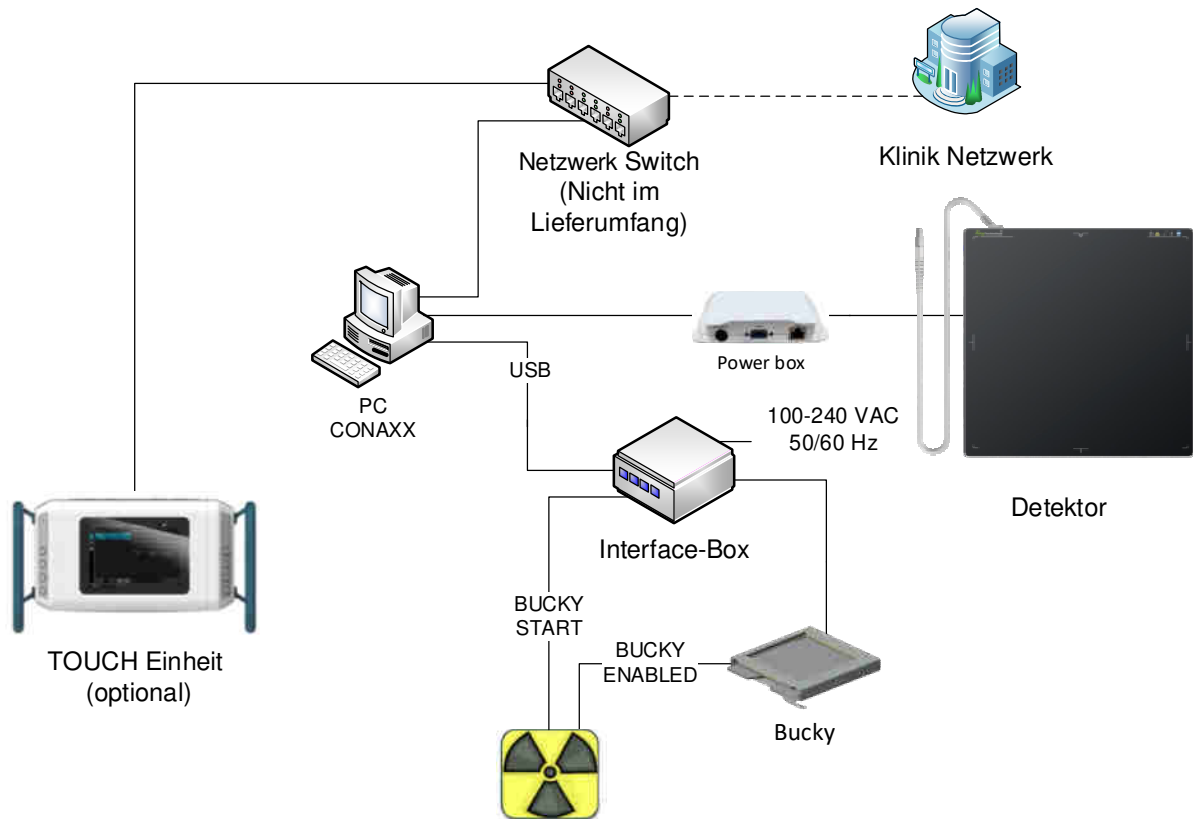 Netzwerk Switch
(Nicht im
Lieferumfang)
Klinik Netzwerk
PC
CONAXX
USB
Power box
100-240 VAC
50/60 Hz
Detektor
Interface-Box
TOUCH Einheit
(optional)
BUCKY
START
BUCKY
ENABLED
Bucky